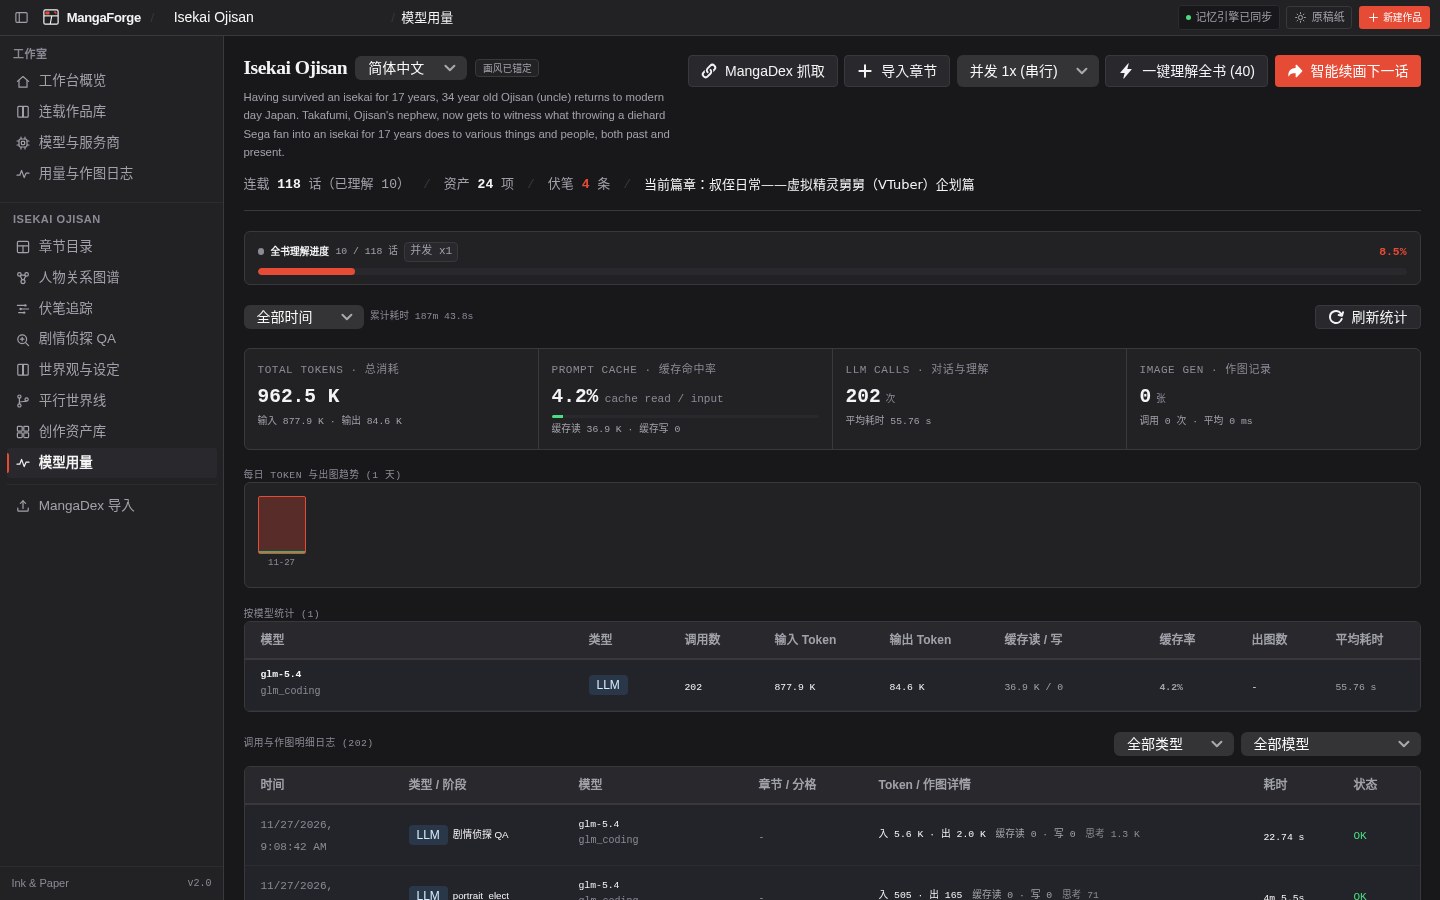 MangaForge / Isekai Ojisan / 模型用量
记忆引擎已同步 原稿纸 新建作品
工作室
工作台概览
连载作品库
模型与服务商
用量与作图日志
ISEKAI OJISAN
章节目录
人物关系图谱
伏笔追踪
剧情侦探 QA
世界观与设定
平行世界线
创作资产库
模型用量
MangaDex 导入
Ink & Paper v2.0
Isekai Ojisan 简体中文 画风已锚定
MangaDex 抓取 导入章节 并发 1x (串行) 一键理解全书 (40) 智能续画下一话
Having survived an isekai for 17 years, 34 year old Ojisan (uncle) returns to modern
day Japan. Takafumi, Ojisan's nephew, now gets to witness what throwing a diehard
Sega fan into an isekai for 17 years does to various things and people, both past and
present.
连载 118 话（已理解 10） / 资产 24 项 / 伏笔 4 条 / 当前篇章：叔侄日常——虚拟精灵舅舅（VTuber）企划篇
全书理解进度 10 / 118 话 并发 x1 8.5%
全部时间 累计耗时 187m 43.8s 刷新统计
TOTAL TOKENS · 总消耗
962.5 K
输入 877.9 K · 输出 84.6 K
PROMPT CACHE · 缓存命中率
4.2% cache read / input
缓存读 36.9 K · 缓存写 0
LLM CALLS · 对话与理解
202 次
平均耗时 55.76 s
IMAGE GEN · 作图记录
0 张
调用 0 次 · 平均 0 ms
每日 TOKEN 与出图趋势 (1 天)
11-27
按模型统计 (1)
模型 类型 调用数 输入 Token 输出 Token 缓存读 / 写 缓存率 出图数 平均耗时
glm-5.4
glm_coding
LLM 202 877.9 K 84.6 K 36.9 K / 0 4.2% - 55.76 s
调用与作图明细日志 (202) 全部类型 全部模型
时间 类型 / 阶段 模型 章节 / 分格 Token / 作图详情 耗时 状态
11/27/2026,
9:08:42 AM
LLM 剧情侦探 QA
glm-5.4
glm_coding
- 入 5.6 K · 出 2.0 K 缓存读 0 · 写 0 思考 1.3 K 22.74 s OK
11/27/2026,
LLM portrait_elect
glm-5.4
glm_coding
- 入 505 · 出 165 缓存读 0 · 写 0 思考 71 4m 5.5s OK